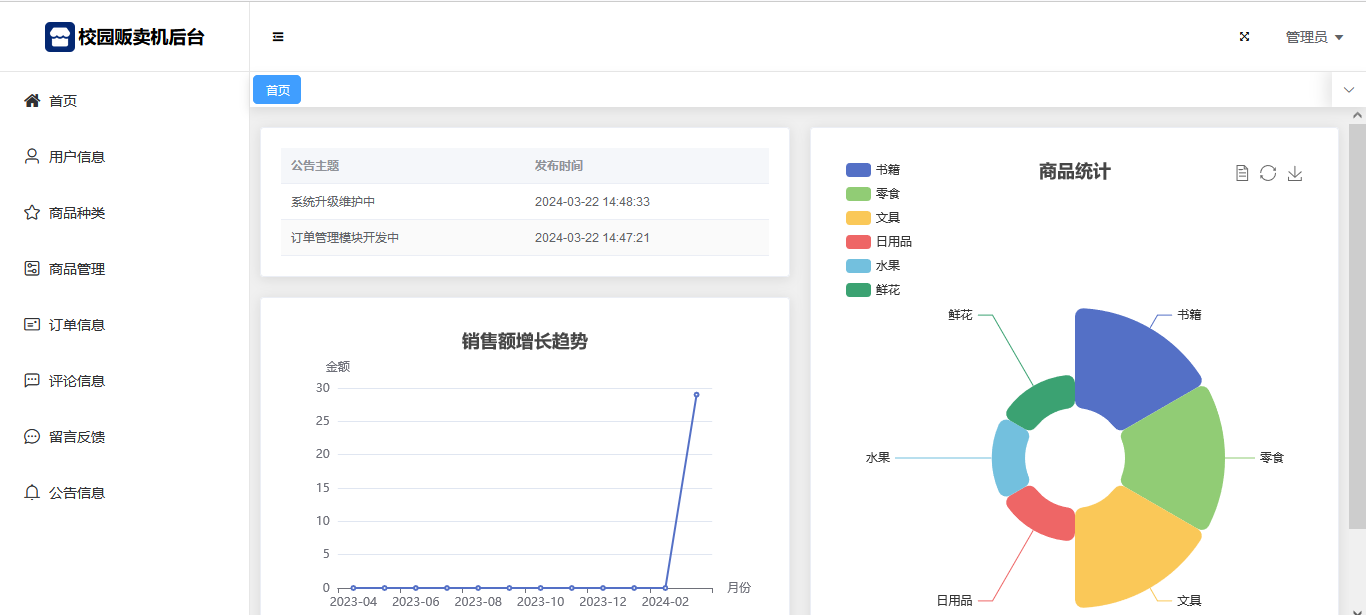 校园贩卖机后台
管理员
首页
用户信息
商品种类
商品管理
订单信息
评论信息
留言反馈
公告信息
首页
公告主题 发布时间
系统升级维护中 2024-03-22 14:48:33
订单管理模块开发中 2024-03-22 14:47:21
销售额增长趋势
金额
30
25
20
15
10
5
0
月份
2023-04 2023-06 2023-08 2023-10 2023-12 2024-02
商品统计
书籍
零食
文具
日用品
水果
鲜花
鲜花
书籍
水果
零食
日用品
文具